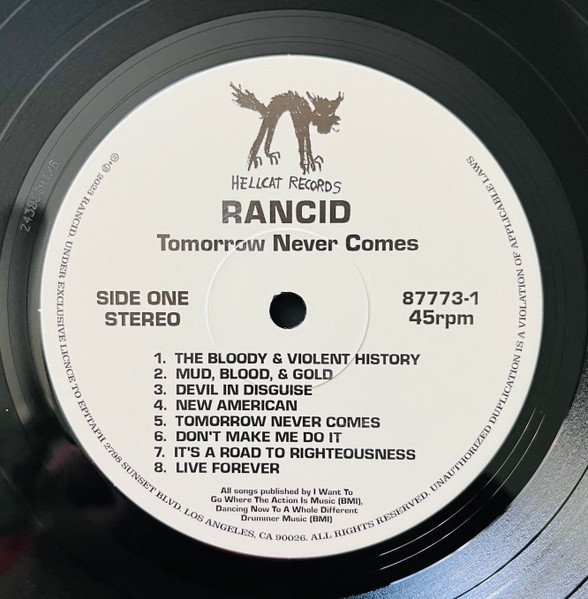 HELLCAT RECORDS
RANCID
Tomorrow Never Comes
SIDE ONE
STEREO
87773-1
45rpm
1. THE BLOODY & VIOLENT HISTORY
2. MUD, BLOOD, & GOLD
3. DEVIL IN DISGUISE
4. NEW AMERICAN
5. TOMORROW NEVER COMES
6. DON'T MAKE ME DO IT
7. IT'S A ROAD TO RIGHTEOUSNESS
8. LIVE FOREVER
All songs published by I Want To
Go Where The Action Is Music (BMI),
Dancing Now To A Whole Different
Drummer Music (BMI)
℗+© 2023 RANCID, UNDER EXCLUSIVE LICNCE TO EPITAPH 2798 SUNSET BLVD, LOS ANGELES, CA 90026. ALL RIGHTS RESERVED. UNAUTHORIZED DUPLICATION IS A VIOLATION OF APPLICABLE LAWS